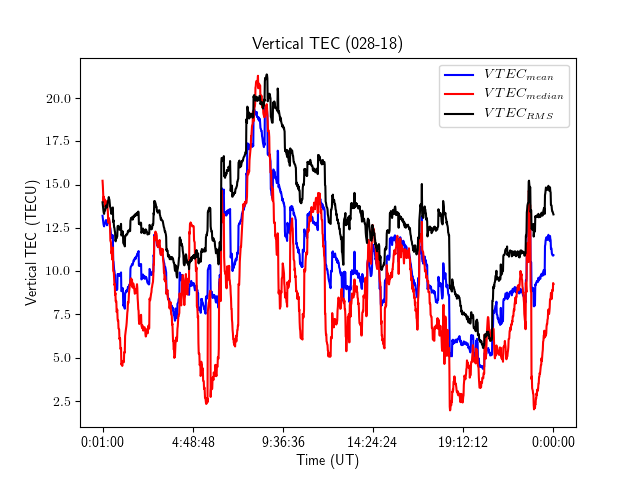 Vertical TEC (028-18)
VTEC_mean
VTEC_median
VTEC_RMS
Vertical TEC (TECU)
20.0
17.5
15.0
12.5
10.0
7.5
5.0
2.5
0:01:00 4:48:48 9:36:36 14:24:24 19:12:12 0:00:00
Time (UT)